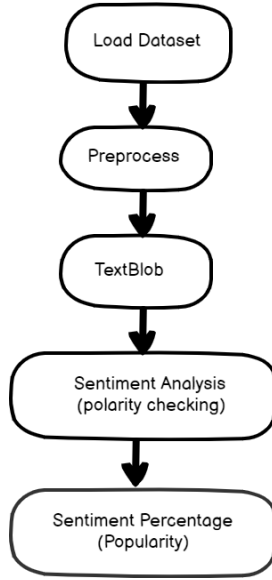 Load Dataset
Preprocess
TextBlob
Sentiment Analysis
(polarity checking)
Sentiment Percentage
(Popularity)